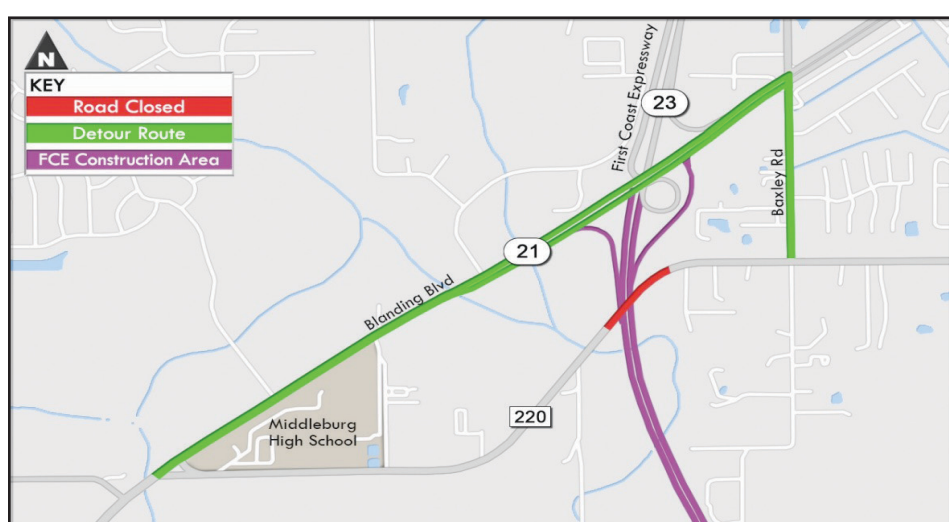 N
KEY
Road Closed
Detour Route
FCE Construction Area
First Coast Expressway
23
Baxley Rd
21
Blanding Blvd
220
Middleburg
High School